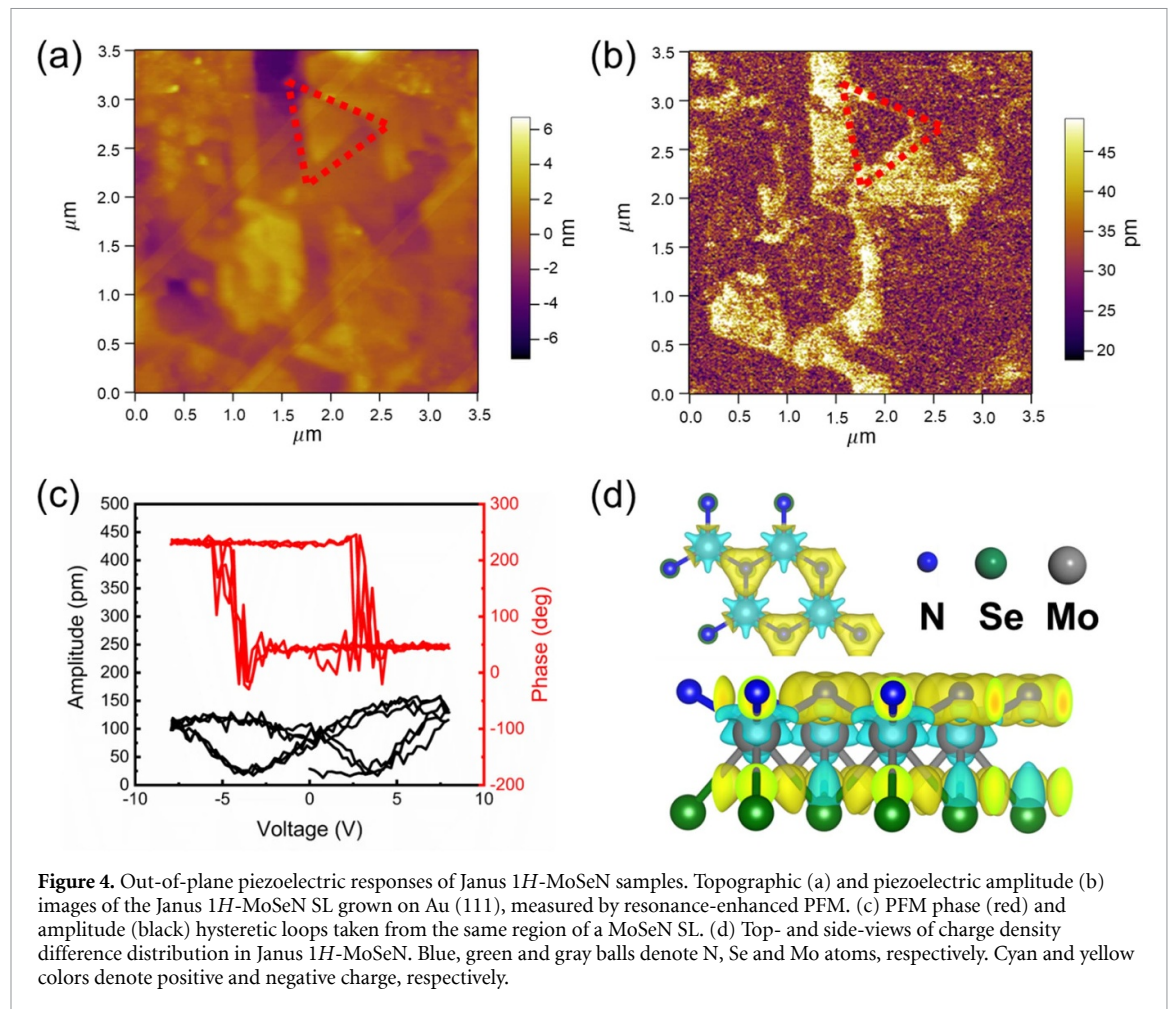 (a)
3.5
3.0
2.5
2.0
1.5
1.0
0.5
0.0
μm
0.0 0.5 1.0 1.5 2.0 2.5 3.0 3.5
μm
6
4
2
0
-2
-4
-6
nm
(b)
3.5
3.0
2.5
2.0
1.5
1.0
0.5
0.0
μm
0.0 0.5 1.0 1.5 2.0 2.5 3.0 3.5
μm
45
40
35
30
25
20
pm
(c)
500
450
400
350
300
250
200
150
100
50
0
Amplitude (pm)
300
200
100
0
-100
-200
Phase (deg)
-10 -5 0 5 10
Voltage (V)
(d)
N Se Mo
Figure 4. Out-of-plane piezoelectric responses of Janus 1H-MoSeN samples. Topographic (a) and piezoelectric amplitude (b)
images of the Janus 1H-MoSeN SL grown on Au (111), measured by resonance-enhanced PFM. (c) PFM phase (red) and
amplitude (black) hysteretic loops taken from the same region of a MoSeN SL. (d) Top- and side-views of charge density
difference distribution in Janus 1H-MoSeN. Blue, green and gray balls denote N, Se and Mo atoms, respectively. Cyan and yellow
colors denote positive and negative charge, respectively.